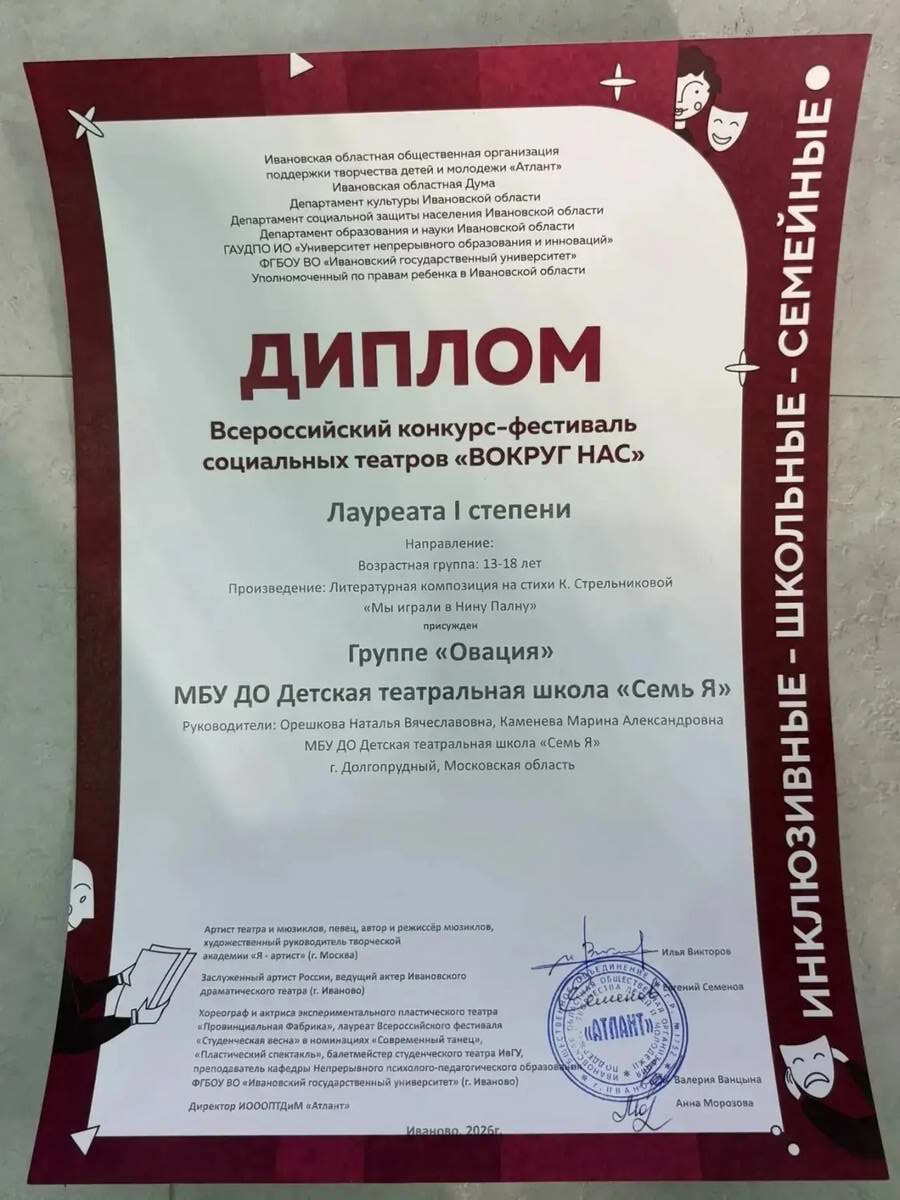 Ивановская областная общественная организация
поддержки творчества детей и молодежи «Атлант»
Ивановская областная Дума
Департамент культуры Ивановской области
Департамент социальной защиты населения Ивановской области
Департамент образования и науки Ивановской области
ГАУДПО ИО «Университет непрерывного образования и инноваций»
ФГБОУ ВО «Ивановский государственный университет»
Уполномоченный по правам ребенка в Ивановской области
ДИПЛОМ
Всероссийский конкурс-фестиваль
социальных театров «ВОКРУГ НАС»
Лауреата I степени
Направление:
Возрастная группа: 13-18 лет
Произведение: Литературная композиция на стихи К. Стрельниковой
«Мы играли в Нину Палну»
присужден
Группе «Овация»
МБУ ДО Детская театральная школа «Семь Я»
Руководители: Орешкова Наталья Вячеславовна, Каменева Марина Александровна
МБУ ДО Детская театральная школа «Семь Я»
г. Долгопрудный, Московская область
Артист театра и мюзиклов, певец, автор и режиссёр мюзиклов,
художественный руководитель творческой
академии «Я - артист» (г. Москва)
Илья Викторов
Заслуженный артист России, ведущий актер Ивановского
драматического театра (г. Иваново)
Евгений Семенов
Хореограф и актриса экспериментального пластического театра
«Провинциальная Фабрика», лауреат Всероссийского фестиваля
«Студенческая весна» в номинациях «Современный танец»,
«Пластический спектакль», балетмейстер студенческого театра ИвГУ,
преподаватель кафедры Непрерывного психолого-педагогического образования
ФГБОУ ВО «Ивановский государственный университет» (г. Иваново)
Валерия Ванцына
Директор ИОООПТДиМ «Атлант»
Анна Морозова
«АТЛАНТ»
Иваново, 2026г.
ИНКЛЮЗИВНЫЕ - ШКОЛЬНЫЕ - СЕМЕЙНЫЕ